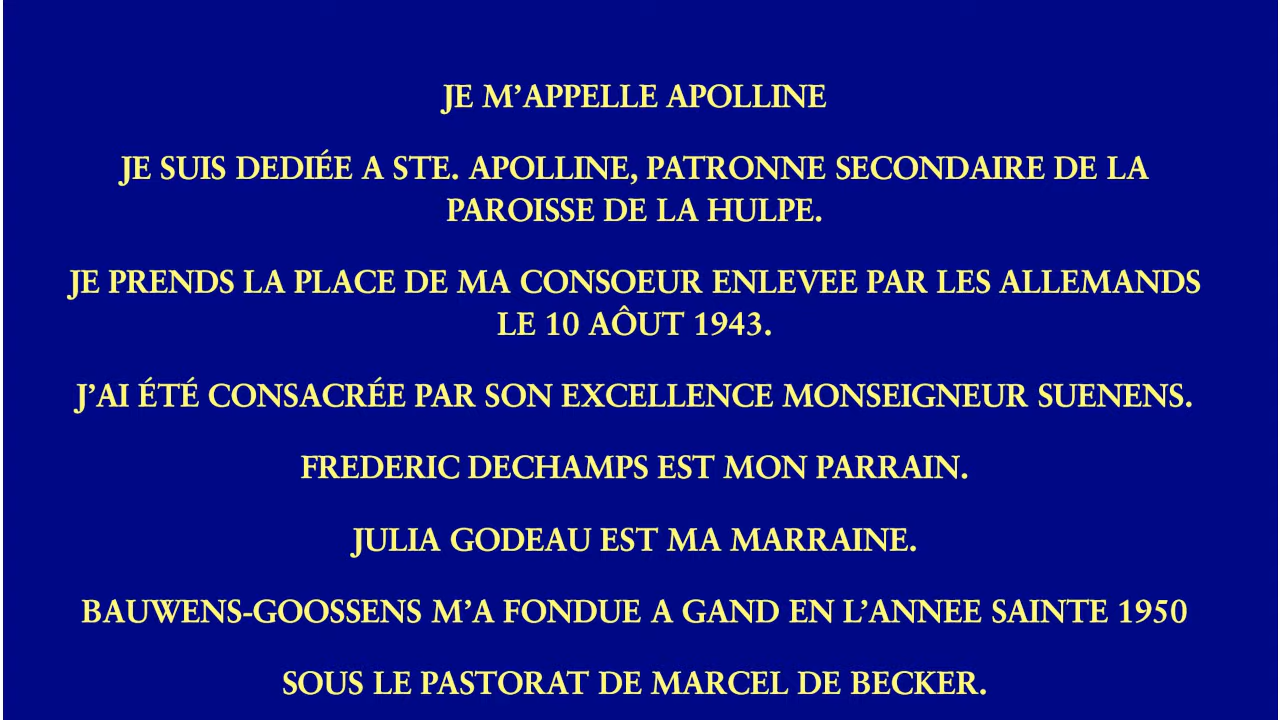 JE M’APPELLE APOLLINE
JE SUIS DEDIÉE A STE. APOLLINE, PATRONNE SECONDAIRE DE LA
PAROISSE DE LA HULPE.
JE PRENDS LA PLACE DE MA CONSOEUR ENLEVEE PAR LES ALLEMANDS
LE 10 AÔUT 1943.
J’AI ÉTÉ CONSACRÉE PAR SON EXCELLENCE MONSEIGNEUR SUENENS.
FREDERIC DECHAMPS EST MON PARRAIN.
JULIA GODEAU EST MA MARRAINE.
BAUWENS-GOOSSENS M’A FONDUE A GAND EN L’ANNEE SAINTE 1950
SOUS LE PASTORAT DE MARCEL DE BECKER.